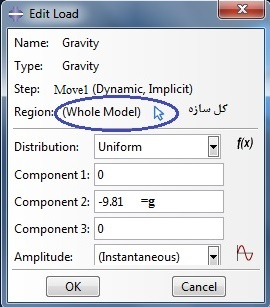 Edit Load
Name: Gravity
Type: Gravity
Step: Move1 (Dynamic, Implicit)
Region: (Whole Model) کل سازه
Distribution: Uniform f(x)
Component 1: 0
Component 2: -9.81 =g
Component 3: 0
Amplitude: (Instantaneous)
OK Cancel